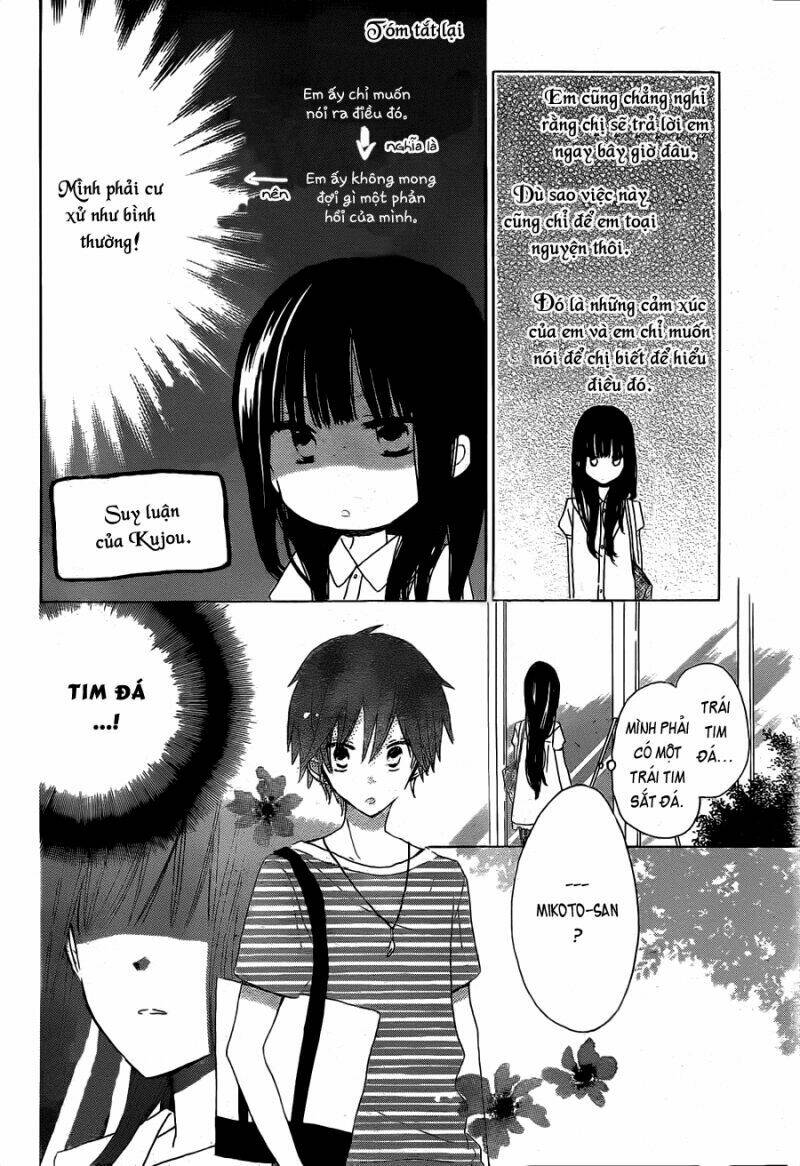 Em cũng chẳng nghĩ
rằng chị sẽ trả lời em
ngay bây giờ đâu.
Dù sao việc này
cũng chỉ để em toại
nguyện thôi.
Đó là những cảm xúc
của em và em chỉ muốn
nói để chị biết để hiểu
điêu đó.
Tóm tắt lại
Em ấy chỉ muốn
nói ra điều đó.
nghĩa là
Em ấy không mong
đợi gì một phản
hồi của mình.
nên
Mình phải cư
xử như bình
thường!
Suy luận
của Kujou.
TRÁI
TIM
ĐÁ...
MÌNH PHẢI
CÓ MỘT
TRÁI TIM
SẮT ĐÁ.
---
MIKOTO-SAN
?
TIM ĐÁ
...!